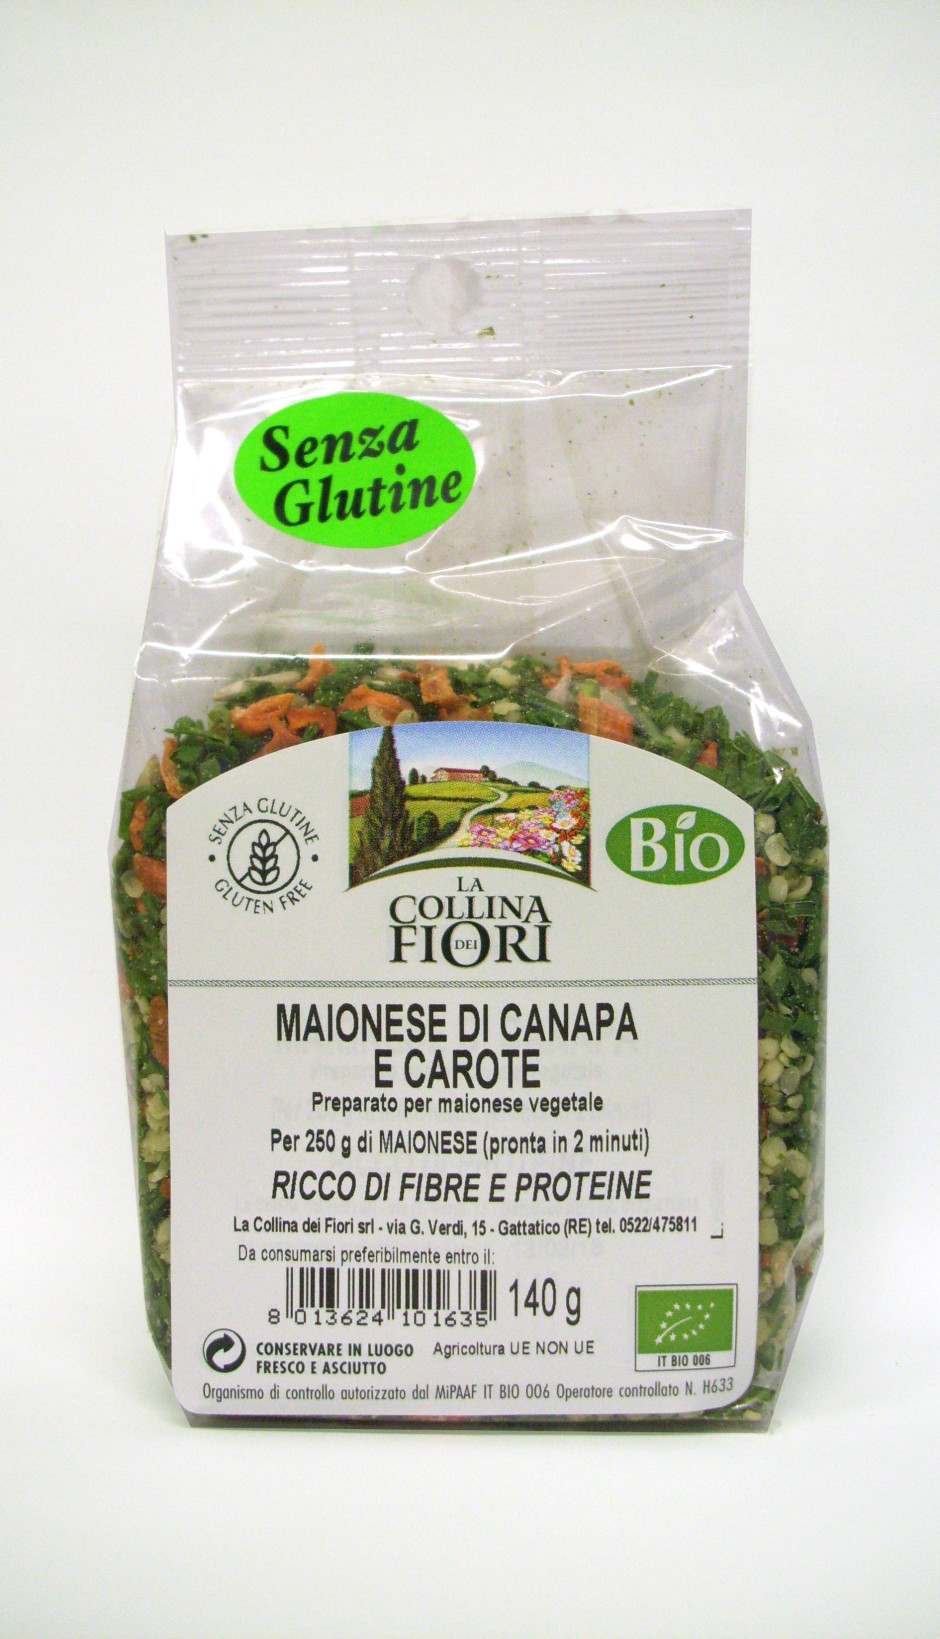 Senza
Glutine
SENZA GLUTINE
GLUTEN FREE
Bio
LA
COLLINA
DEI
FIORI
MAIONESE DI CANAPA
E CAROTE
Preparato per maionese vegetale
Per 250 g di MAIONESE (pronta in 2 minuti)
RICCO DI FIBRE E PROTEINE
La Collina dei Fiori srl - via G. Verdi, 15 - Gattatico (RE) tel. 0522/475811
L.
Da consumarsi preferibilmente entro il:
8 013624 101635
140 g
CONSERVARE IN LUOGO
FRESCO E ASCIUTTO
Agricoltura UE NON UE
IT BIO 006
Organismo di controllo autorizzato dal MiPAAF IT BIO 006 Operatore controllato N. H633